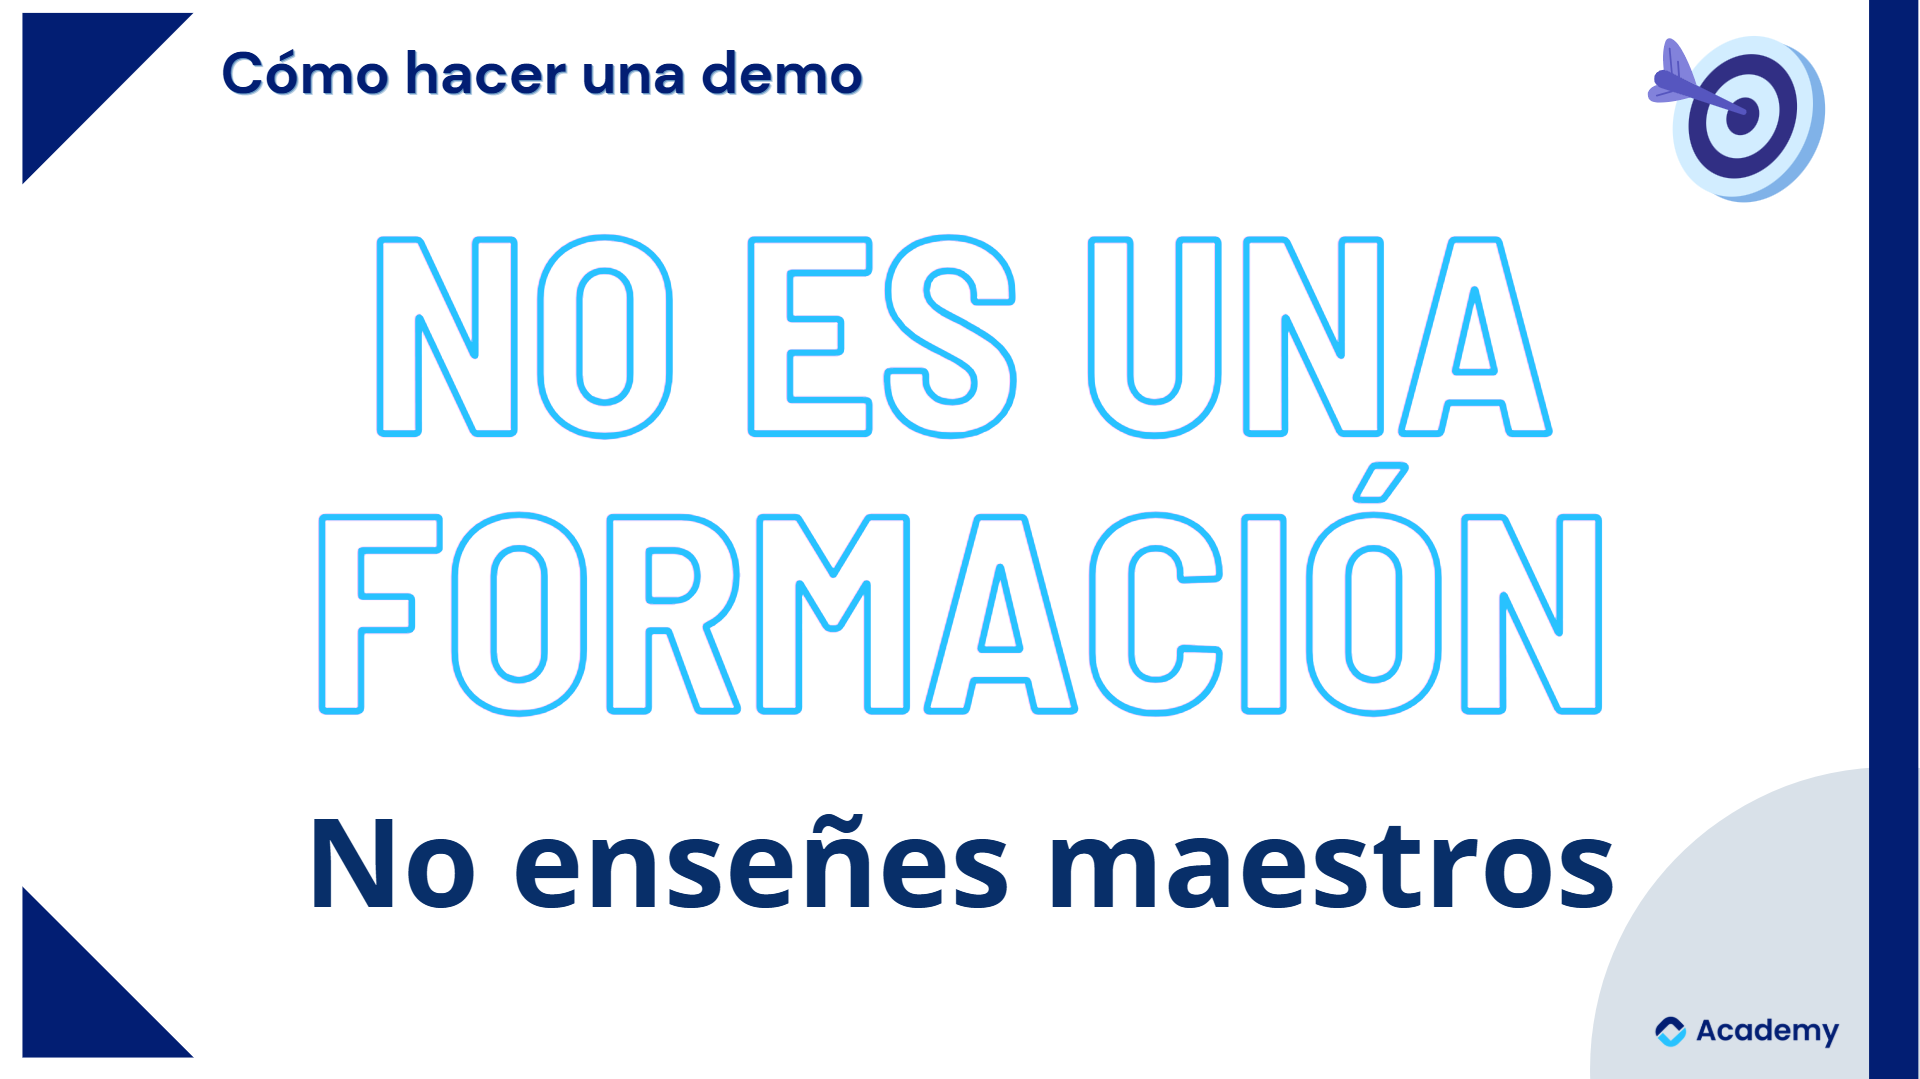 Cómo hacer una demo
NO ES UNA
FORMACIÓN
No enseñes maestros
Academy